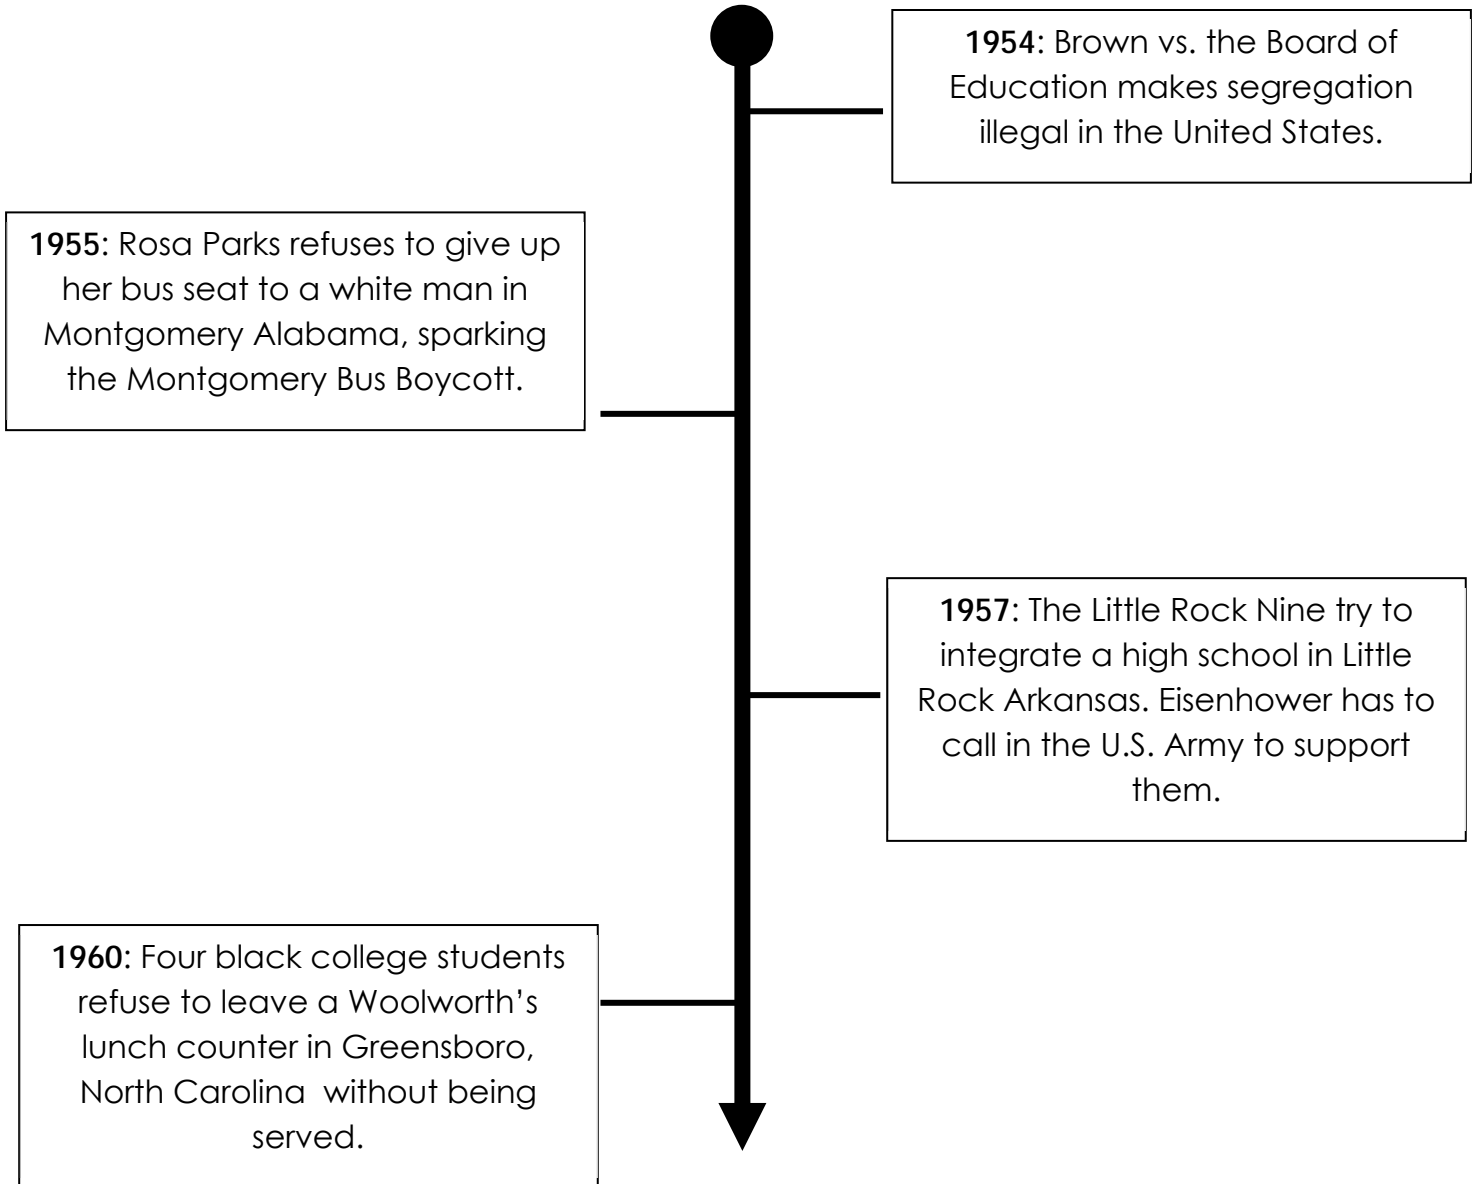 1954: Brown vs. the Board of
Education makes segregation
illegal in the United States.
1955: Rosa Parks refuses to give up
her bus seat to a white man in
Montgomery Alabama, sparking
the Montgomery Bus Boycott.
1957: The Little Rock Nine try to
integrate a high school in Little
Rock Arkansas. Eisenhower has to
call in the U.S. Army to support
them.
1960: Four black college students
refuse to leave a Woolworth’s
lunch counter in Greensboro,
North Carolina  without being
served.